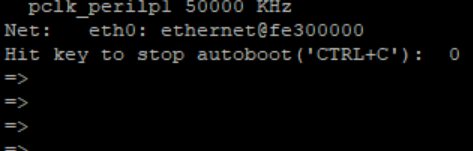 pclk_perilp1 50000 KHz
Net:   eth0: ethernet@fe300000
Hit key to stop autoboot('CTRL+C'):  0
=>
=>
=>
=>